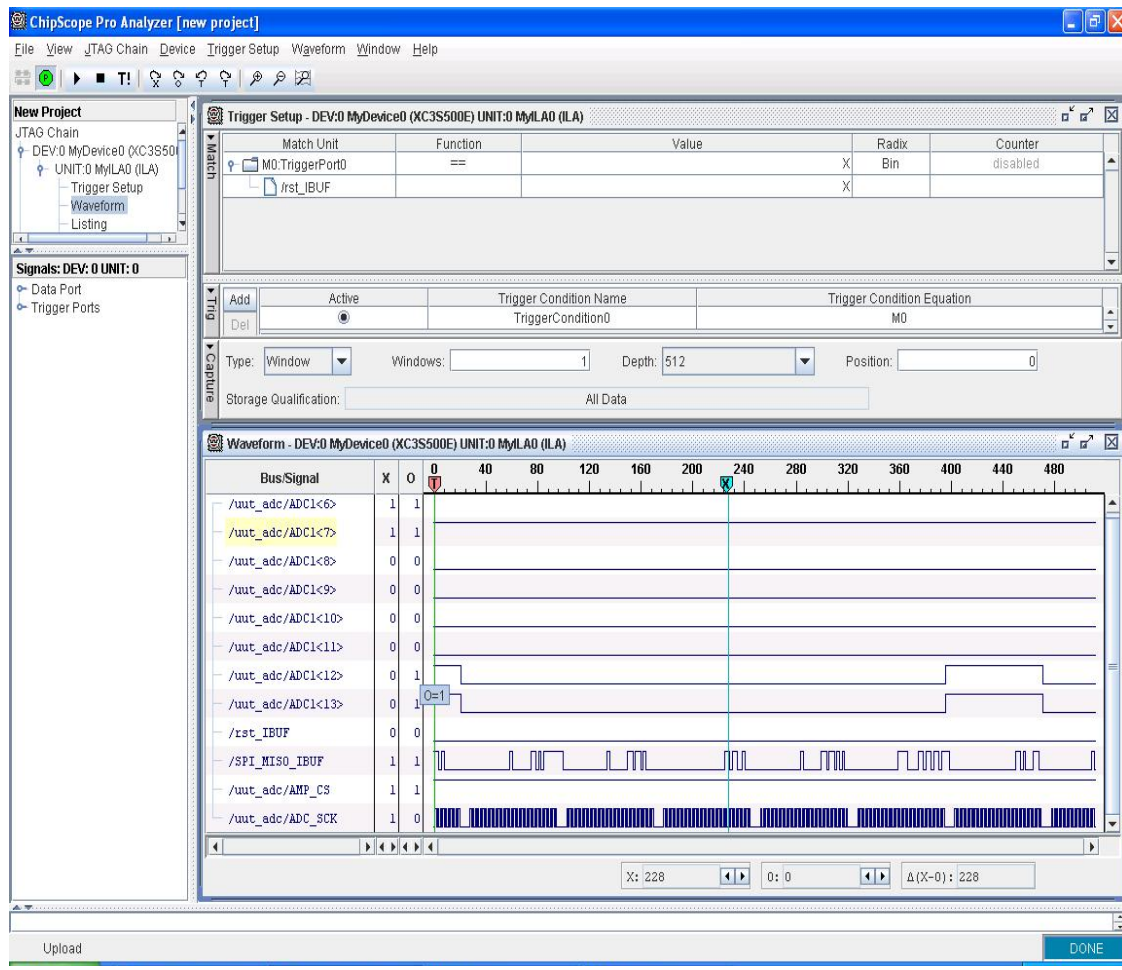 ChipScope Pro Analyzer [new project]
File View JTAG Chain Device Trigger Setup Waveform Window Help
T!
New Project
JTAG Chain
DEV:0 MyDevice0 (XC3S500
UNIT:0 MyILA0 (ILA)
Trigger Setup
Waveform
Listing
Signals: DEV: 0 UNIT: 0
Data Port
Trigger Ports
Trigger Setup - DEV:0 MyDevice0 (XC3S500E) UNIT:0 MyILA0 (ILA)
Match
Match Unit Function Value Radix Counter
M0:TriggerPort0 == X Bin disabled
/rst_IBUF X
Trig
Add Active Trigger Condition Name Trigger Condition Equation
Del TriggerCondition0 M0
Capture
Type: Window Windows: 1 Depth: 512 Position: 0
Storage Qualification: All Data
Waveform - DEV:0 MyDevice0 (XC3S500E) UNIT:0 MyILA0 (ILA)
Bus/Signal X O 0 40 80 120 160 200 240 280 320 360 400 440 480
T X
/uut_adc/ADC1<6> 1 1
/uut_adc/ADC1<7> 1 1
/uut_adc/ADC1<8> 0 0
/uut_adc/ADC1<9> 0 0
/uut_adc/ADC1<10> 0 0
/uut_adc/ADC1<11> 0 0
/uut_adc/ADC1<12> 0 1
/uut_adc/ADC1<13> 0 1
O=1
/rst_IBUF 0 0
/SPI_MISO_IBUF 1 1
/uut_adc/AMP_CS 1 1
/uut_adc/ADC_SCK 1 0
X: 228 O: 0 Δ(X-O): 228
Upload DONE